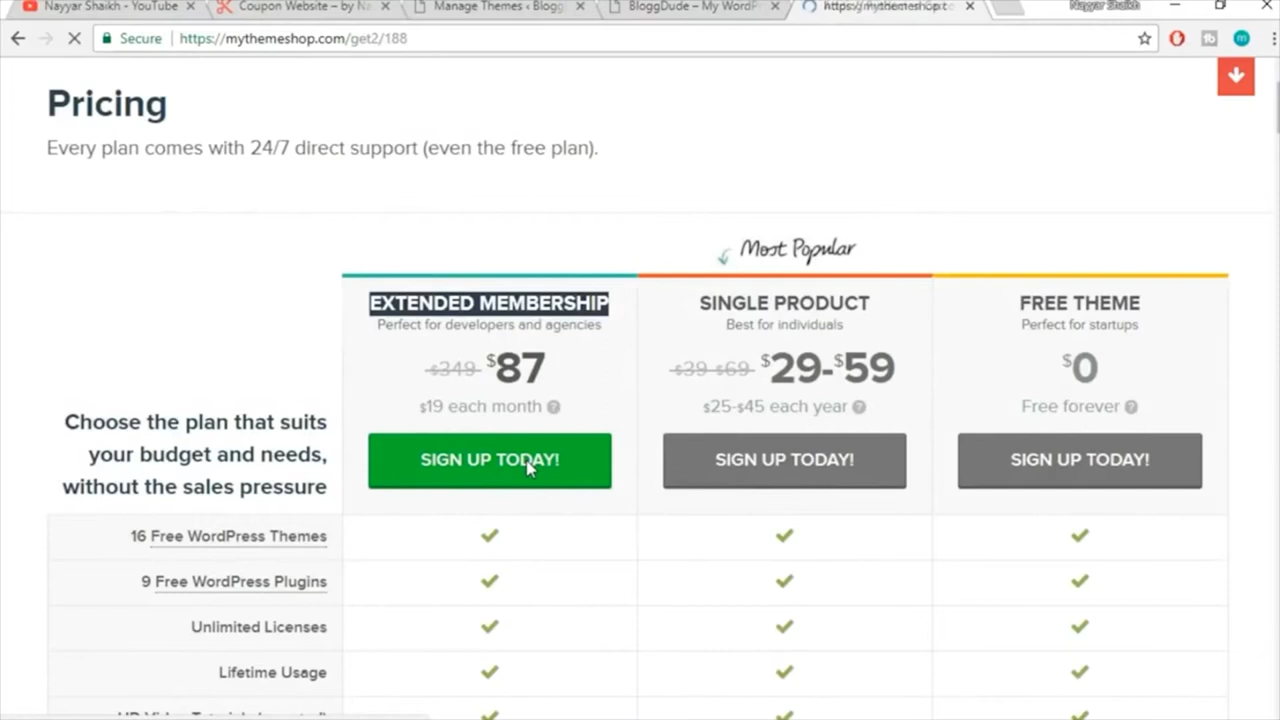 Nayyar Shaikh - YouTube
Coupon Website – by Na
Manage Themes ‹ Blogg
BloggDude – My WordP
https://mythemeshop.c
Nayyar Shaikh
Secure
https://mythemeshop.com/get2/188
Pricing
Every plan comes with 24/7 direct support (even the free plan).
Most Popular
EXTENDED MEMBERSHIP
SINGLE PRODUCT
FREE THEME
Perfect for developers and agencies
Best for individuals
Perfect for startups
$349 $87
$39-$69 $29-$59
$0
$19 each month ?
$25-$45 each year ?
Free forever ?
Choose the plan that suits
your budget and needs,
without the sales pressure
SIGN UP TODAY!
SIGN UP TODAY!
SIGN UP TODAY!
16 Free WordPress Themes
9 Free WordPress Plugins
Unlimited Licenses
Lifetime Usage